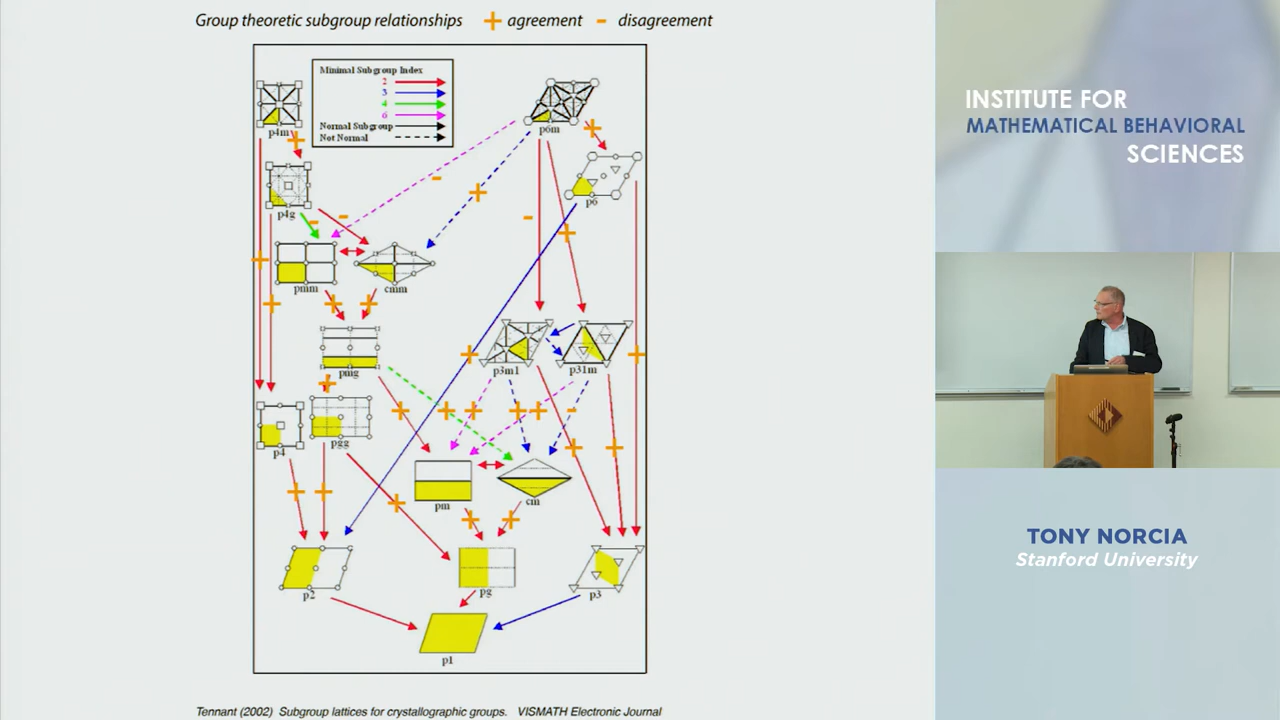 Group theoretic subgroup relationships + agreement - disagreement
Minimal Subgroup Index
2
3
4
6
Normal Subgroup
Not Normal
p4m
p6m
p4g
p6
pmm
cmm
pmg
p3m1
p31m
p4
pgg
pm
cm
p2
pg
p3
p1
Tennant (2002) Subgroup lattices for crystallographic groups. VISMATH Electronic Journal
INSTITUTE FOR
MATHEMATICAL BEHAVIORAL
SCIENCES
TONY NORCIA
Stanford University